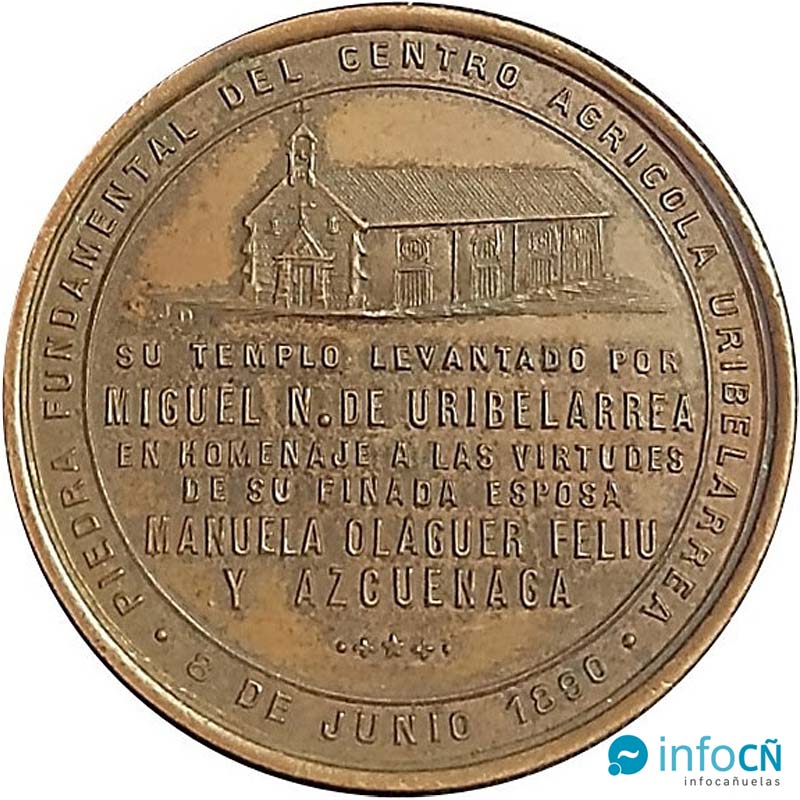 PIEDRA FUNDAMENTAL DEL CENTRO AGRICOLA URIBELARREA
J D
SU TEMPLO LEVANTADO POR
MIGUEL N. DE URIBELARREA
EN HOMENAJE A LAS VIRTUDES
DE SU FINADA ESPOSA
MANUELA OLAGUER FELIU
Y AZCUENAGA
8 DE JUNIO 1890
infoCÑ
infocañuelas